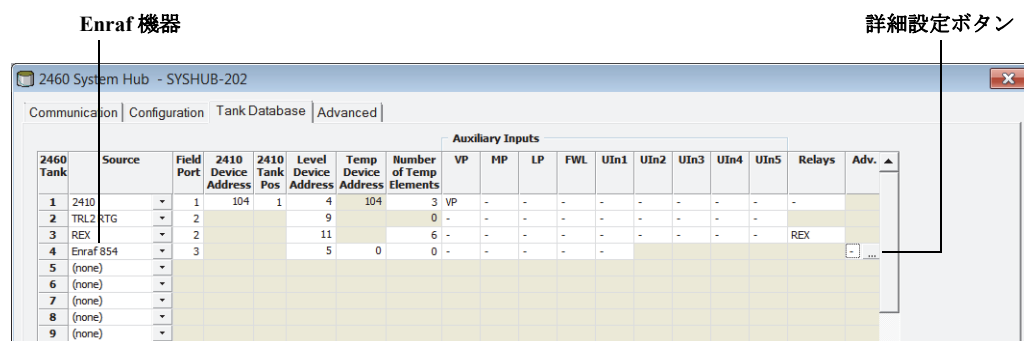 Enraf 機器 詳細設定ボタン
2460 System Hub - SYSHUB-202
Communication Configuration Tank Database Advanced
Auxiliary Inputs
2460 Tank Source Field Port 2410 Device Address 2410 Tank Pos Level Device Address Temp Device Address Number of Temp Elements VP MP LP FWL UIn1 UIn2 UIn3 UIn4 UIn5 Relays Adv.
1 2410 1 104 1 4 104 3 VP - - - - - - - - -
2 TRL2 RTG 2 9 0 - - - - - - - - -
3 REX 2 11 6 - - - - - - - - - REX
4 Enraf 854 3 5 0 0 - - - - - - ...
5 (none)
6 (none)
7 (none)
8 (none)
9 (none)